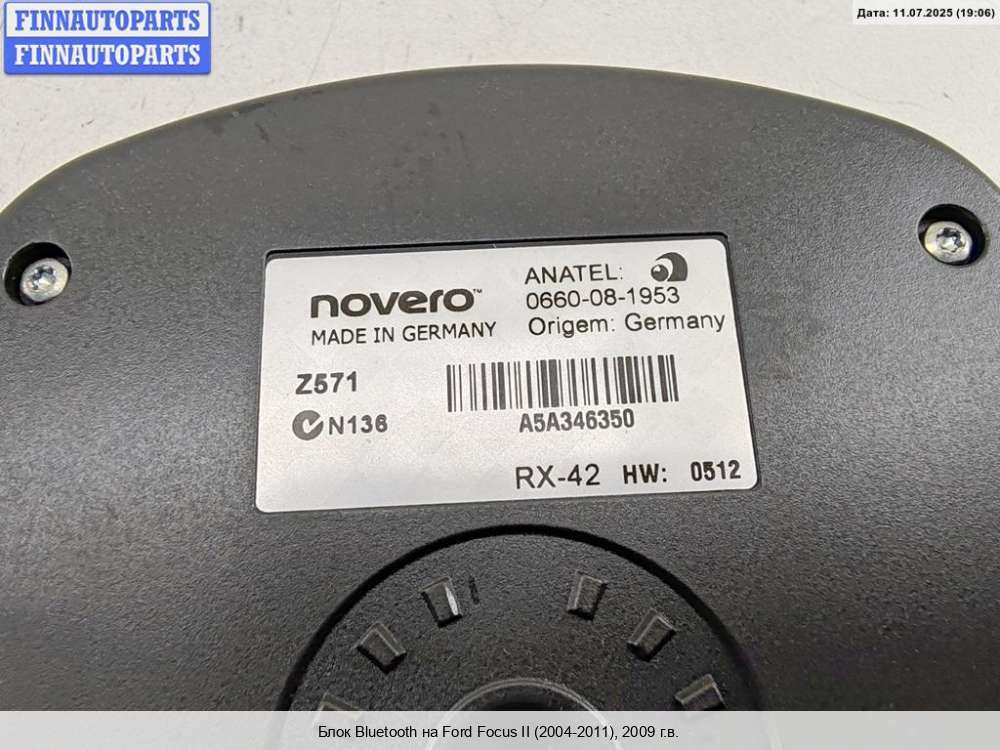 FINNAUTOPARTS
FINNAUTOPARTS
Дата: 11.07.2025 (19:06)
novero™
MADE IN GERMANY
ANATEL:
0660-08-1953
Origem: Germany
Z571
N136
A5A346350
RX-42 HW: 0512
Блок Bluetooth на Ford Focus II (2004-2011), 2009 г.в.